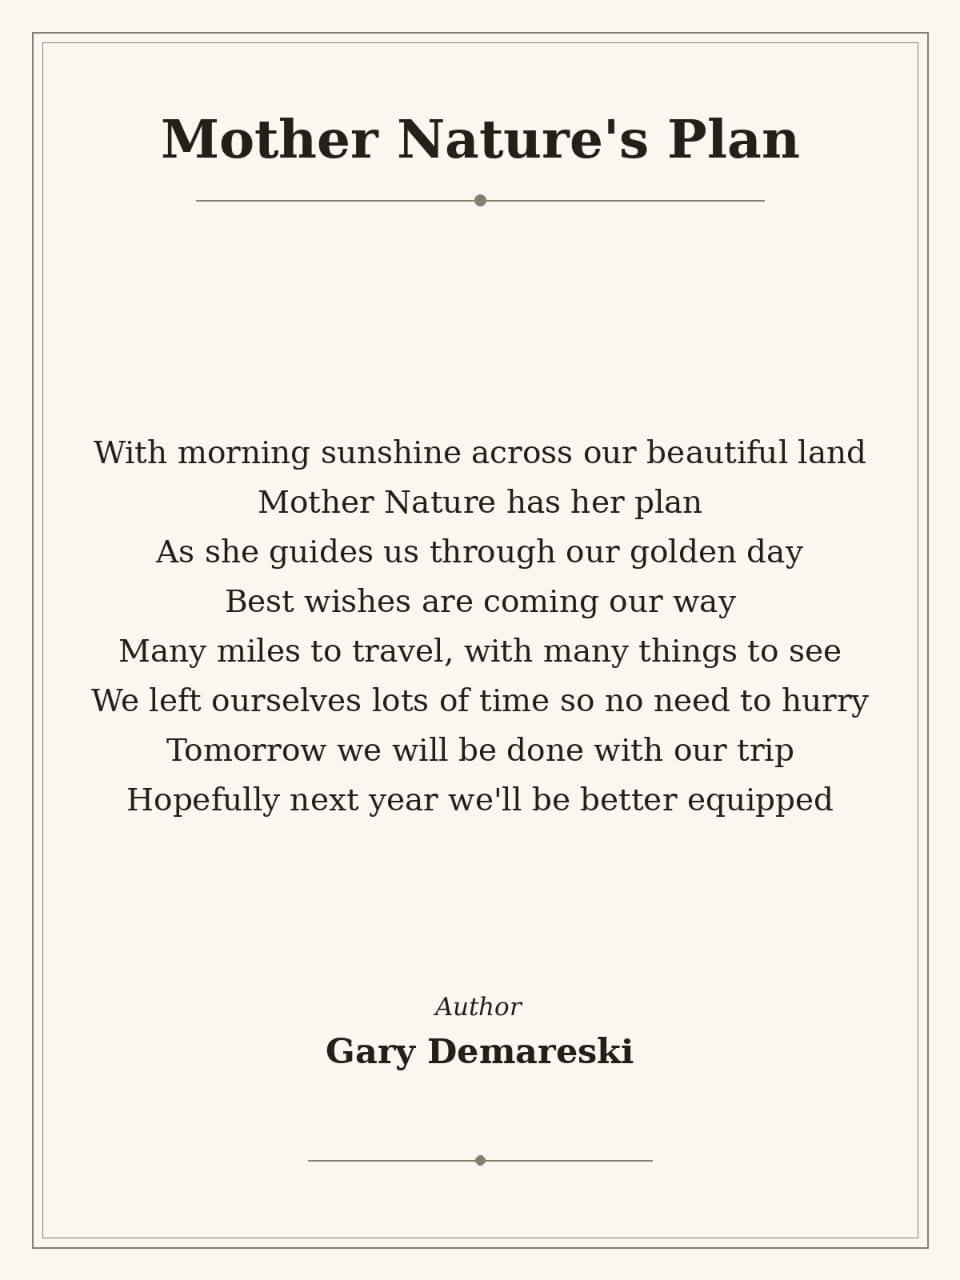 Mother Nature's Plan
With morning sunshine across our beautiful land
Mother Nature has her plan
As she guides us through our golden day
Best wishes are coming our way
Many miles to travel, with many things to see
We left ourselves lots of time so no need to hurry
Tomorrow we will be done with our trip
Hopefully next year we'll be better equipped
Author
Gary Demareski